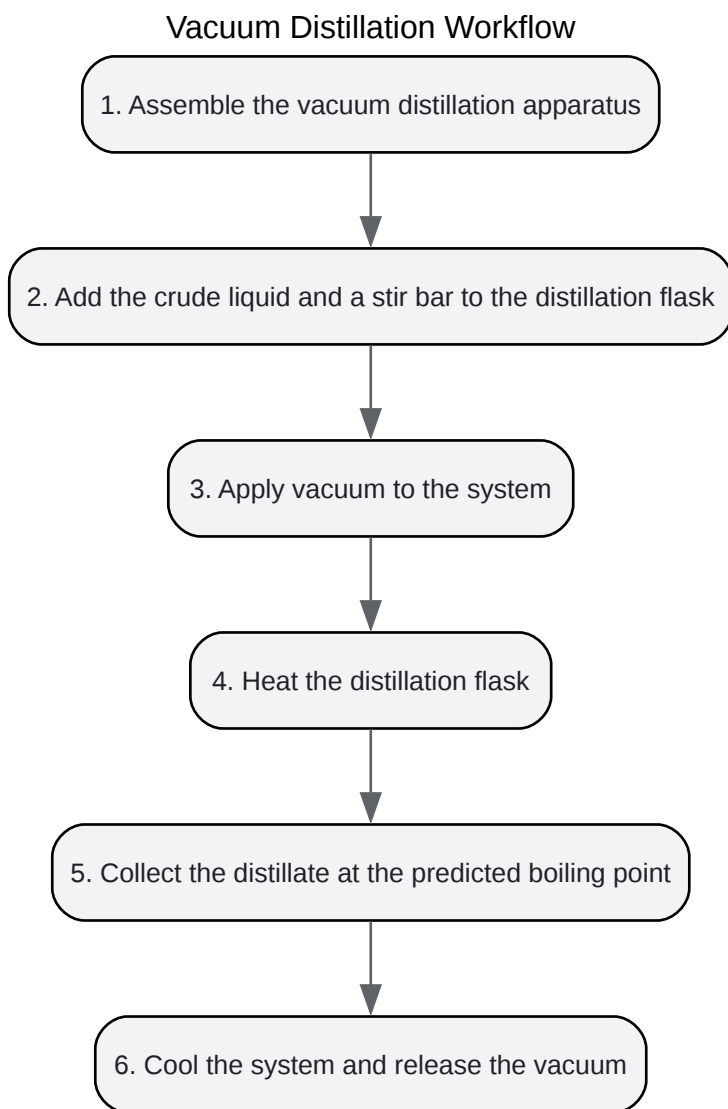 Vacuum Distillation Workflow
1. Assemble the vacuum distillation apparatus
2. Add the crude liquid and a stir bar to the distillation flask
3. Apply vacuum to the system
4. Heat the distillation flask
5. Collect the distillate at the predicted boiling point
6. Cool the system and release the vacuum